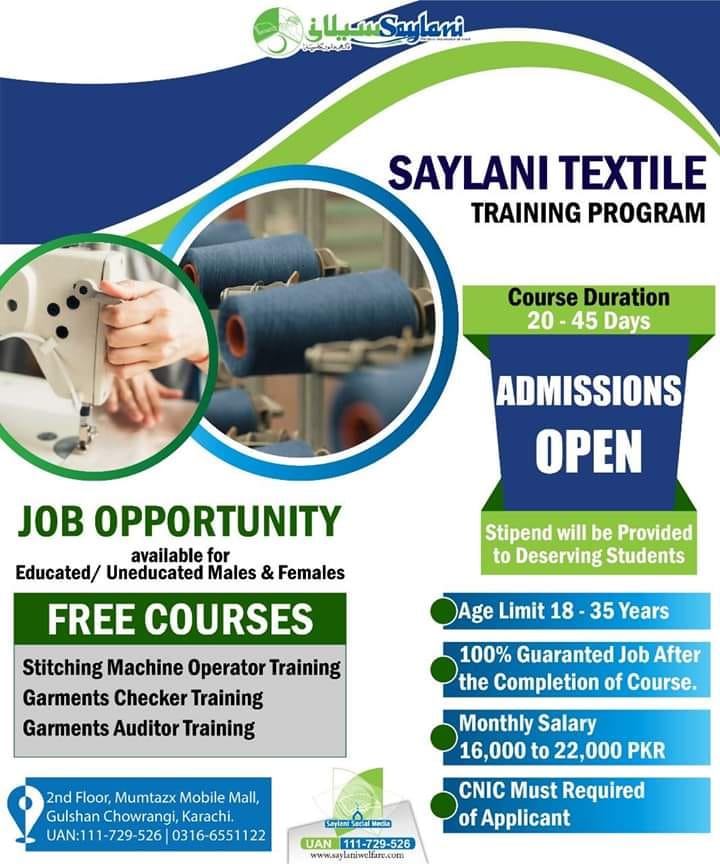 سیلانی Saylani
SAYLANI TEXTILE
TRAINING PROGRAM
Course Duration
20 - 45 Days
ADMISSIONS
OPEN
Stipend will be Provided
to Deserving Students
JOB OPPORTUNITY
available for
Educated/ Uneducated Males & Females
FREE COURSES
Stitching Machine Operator Training
Garments Checker Training
Garments Auditor Training
Age Limit 18 - 35 Years
100% Guaranted Job After
the Completion of Course.
Monthly Salary
16,000 to 22,000 PKR
CNIC Must Required
of Applicant
2nd Floor, Mumtazx Mobile Mall,
Gulshan Chowrangi, Karachi.
UAN:111-729-526 | 0316-6551122
Saylani Social Media
UAN 111-729-526
www.saylaniwelfare.com